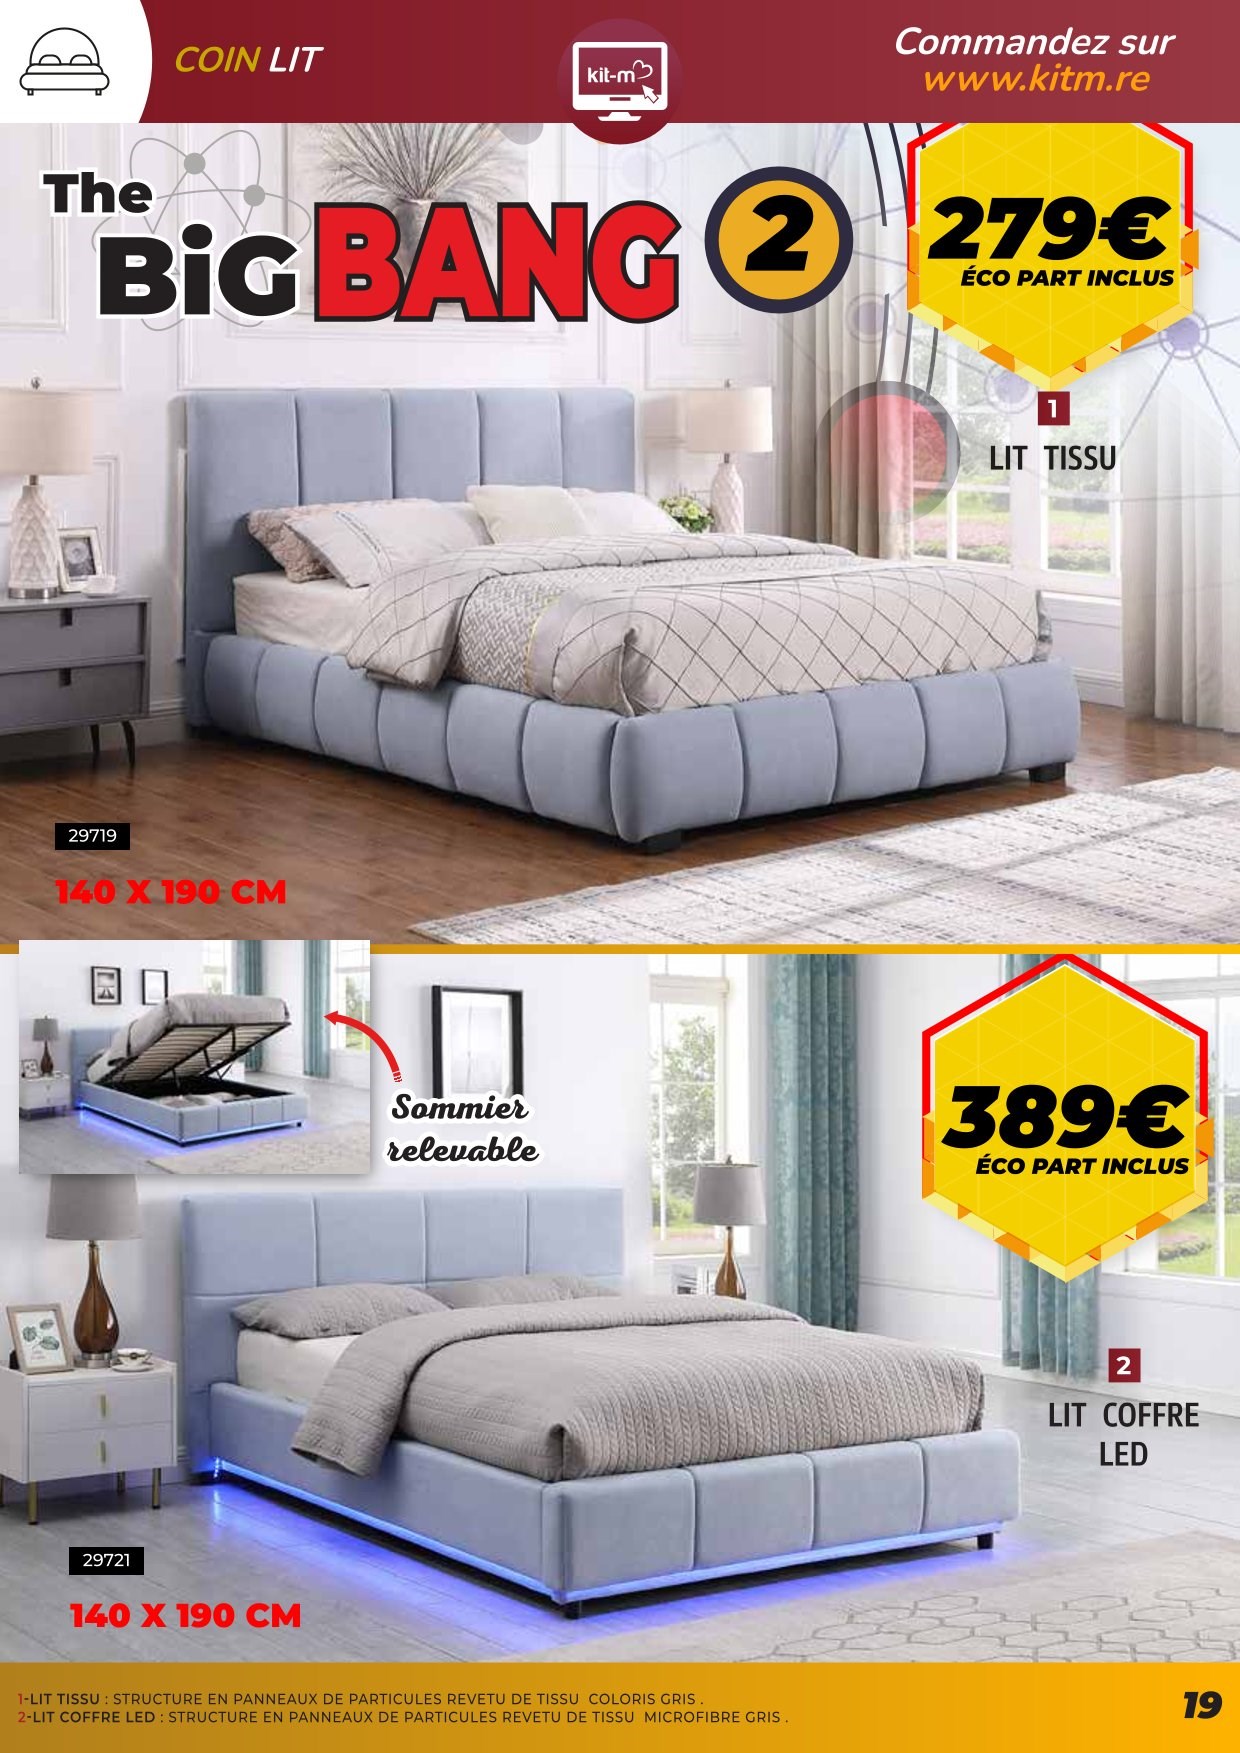 COIN LIT
kit-m
Commandez sur
www.kitm.re
The
BiG BANG 2
279€
ÉCO PART INCLUS
1
LIT TISSU
29719
140 X 190 CM
Sommier
relevable
389€
ÉCO PART INCLUS
2
LIT COFFRE
LED
29721
140 X 190 CM
1-LIT TISSU : STRUCTURE EN PANNEAUX DE PARTICULES REVETU DE TISSU COLORIS GRIS .
2-LIT COFFRE LED : STRUCTURE EN PANNEAUX DE PARTICULES REVETU DE TISSU MICROFIBRE GRIS .
19